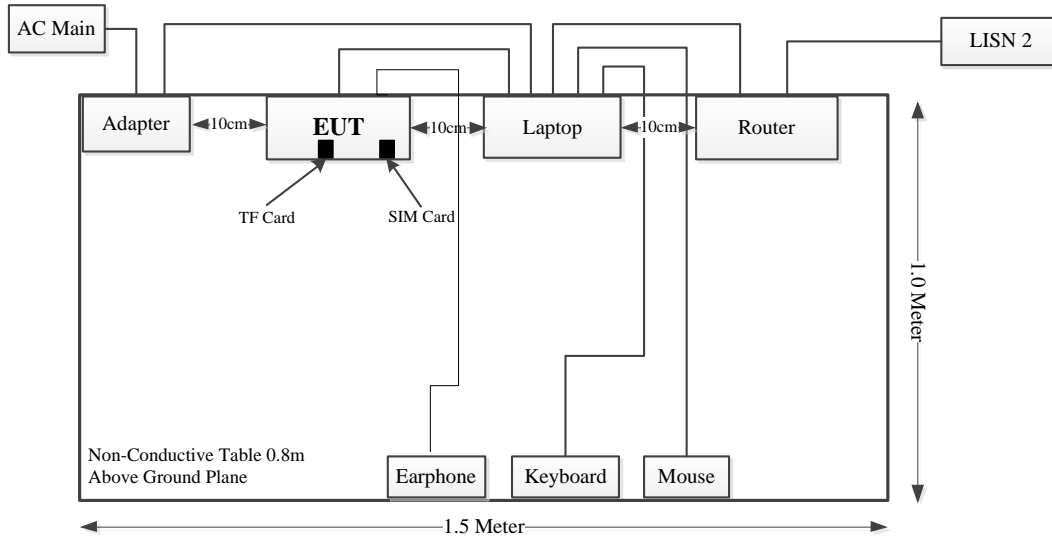 AC Main
LISN 2
Adapter
10cm
EUT
10cm
Laptop
10cm
Router
TF Card
SIM Card
1.0 Meter
Non-Conductive Table 0.8m
Above Ground Plane
Earphone
Keyboard
Mouse
1.5 Meter